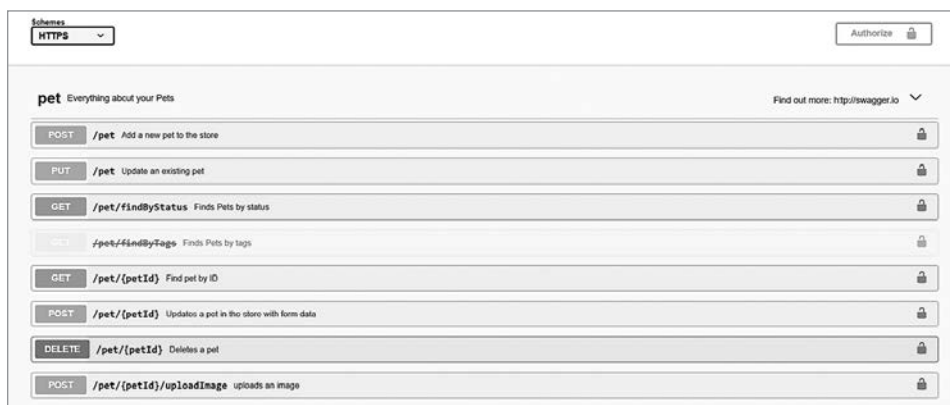 Schemes
HTTPS
Authorize
pet Everything about your Pets
Find out more: http://swagger.io
POST /pet Add a new pet to the store
PUT /pet Update an existing pet
GET /pet/findByStatus Finds Pets by status
GET /pet/findByTags Finds Pets by tags
GET /pet/{petId} Find pet by ID
POST /pet/{petId} Updates a pet in the store with form data
DELETE /pet/{petId} Deletes a pet
POST /pet/{petId}/uploadImage uploads an image